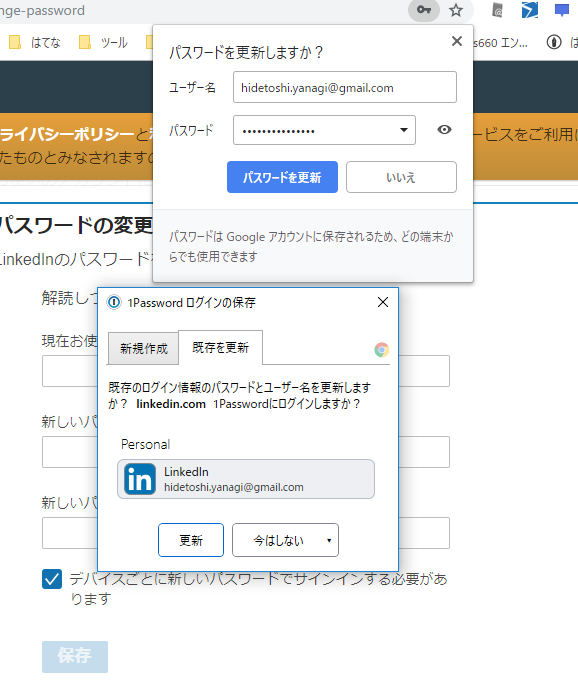 nge-password
はてな
ツール
s660 エン...
は
パスワードを更新しますか？
ユーザー名
hidetoshi.yanagi@gmail.com
パスワード
•••••••••••••••
パスワードを更新
いいえ
パスワードは Google アカウントに保存されるため、どの端末か
らでも使用できます
ライバシーポリシーと
ービスをご利用に
たものとみなされますの
パスワードの変更
LinkedInのパスワードを
解読しづ
1Password ログインの保存
新規作成
既存を更新
既存のログイン情報のパスワードとユーザー名を更新しますか
？ linkedin.com 1Passwordにログインしますか？
Personal
LinkedIn
hidetoshi.yanagi@gmail.com
更新
今はしない
現在お使
新しいパ
新しいパ
デバイスごとに新しいパスワードでサインインする必要があ
ります
保存